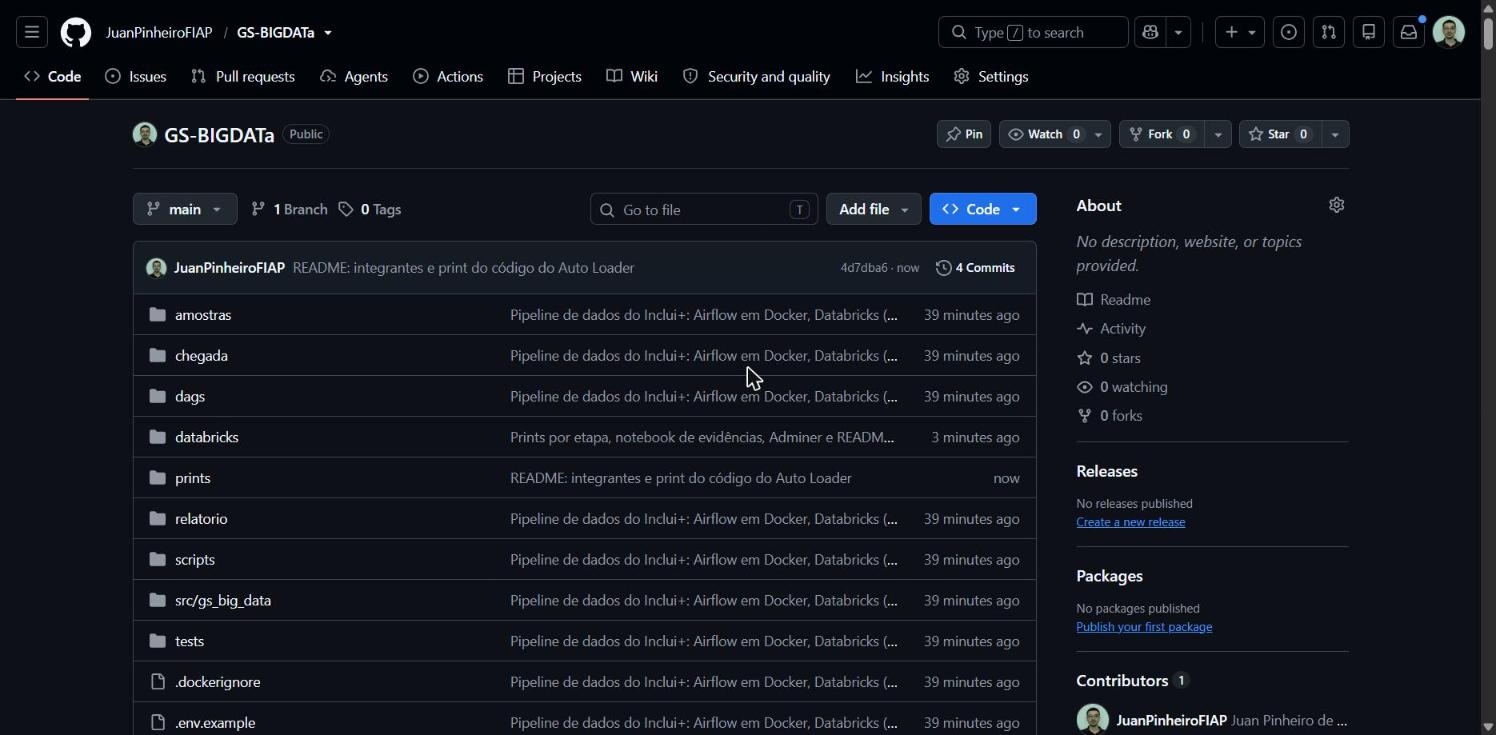 JuanPinheiroFIAP / GS-BIGDATa
Type / to search
Code Issues Pull requests Agents Actions Projects Wiki Security and quality Insights Settings
GS-BIGDATa Public
Pin Watch 0 Fork 0 Star 0
main 1 Branch 0 Tags Go to file T Add file Code
JuanPinheiroFIAP README: integrantes e print do código do Auto Loader 4d7dba6 · now 4 Commits
amostras Pipeline de dados do Inclui+: Airflow em Docker, Databricks (... 39 minutes ago
chegada Pipeline de dados do Inclui+: Airflow em Docker, Databricks (... 39 minutes ago
dags Pipeline de dados do Inclui+: Airflow em Docker, Databricks (... 39 minutes ago
databricks Prints por etapa, notebook de evidências, Adminer e READM... 3 minutes ago
prints README: integrantes e print do código do Auto Loader now
relatorio Pipeline de dados do Inclui+: Airflow em Docker, Databricks (... 39 minutes ago
scripts Pipeline de dados do Inclui+: Airflow em Docker, Databricks (... 39 minutes ago
src/gs_big_data Pipeline de dados do Inclui+: Airflow em Docker, Databricks (... 39 minutes ago
tests Pipeline de dados do Inclui+: Airflow em Docker, Databricks (... 39 minutes ago
.dockerignore Pipeline de dados do Inclui+: Airflow em Docker, Databricks (... 39 minutes ago
.env.example Pipeline de dados do Inclui+: Airflow em Docker, Databricks (... 39 minutes ago
About
No description, website, or topics
provided.
Readme
Activity
0 stars
0 watching
0 forks
Releases
No releases published
Create a new release
Packages
No packages published
Publish your first package
Contributors 1
JuanPinheiroFIAP Juan Pinheiro de ...